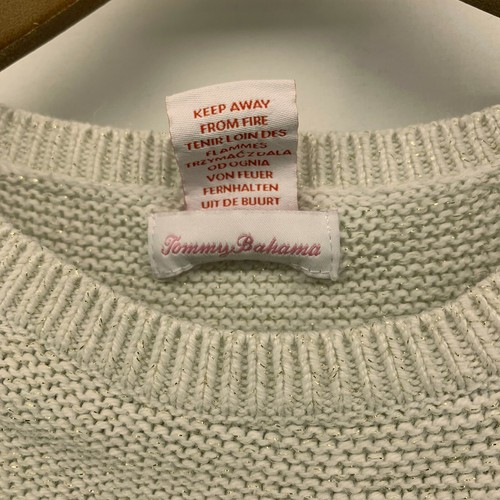 KEEP AWAY
FROM FIRE
TENIR LOIN DES
FLAMMES
TRZYMAĆ ZDALA
OD OGNIA
VON FEUER
FERNHALTEN
UIT DE BUURT
Tommy Bahama